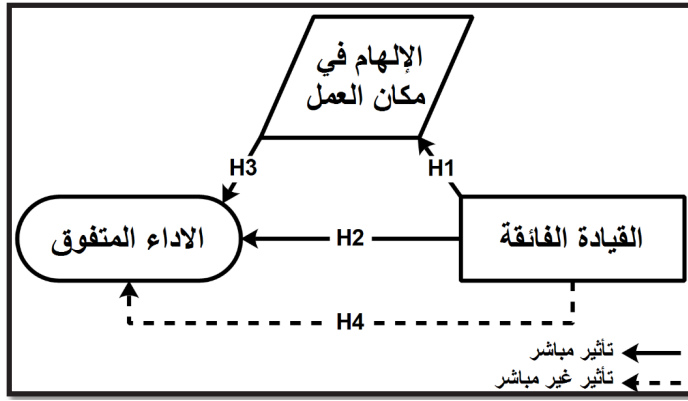 الإلهام في
مكان العمل
H3
H1
القيادة الفائقة
H2
الاداء المتفوق
H4
تأثير مباشر
تأثير غير مباشر